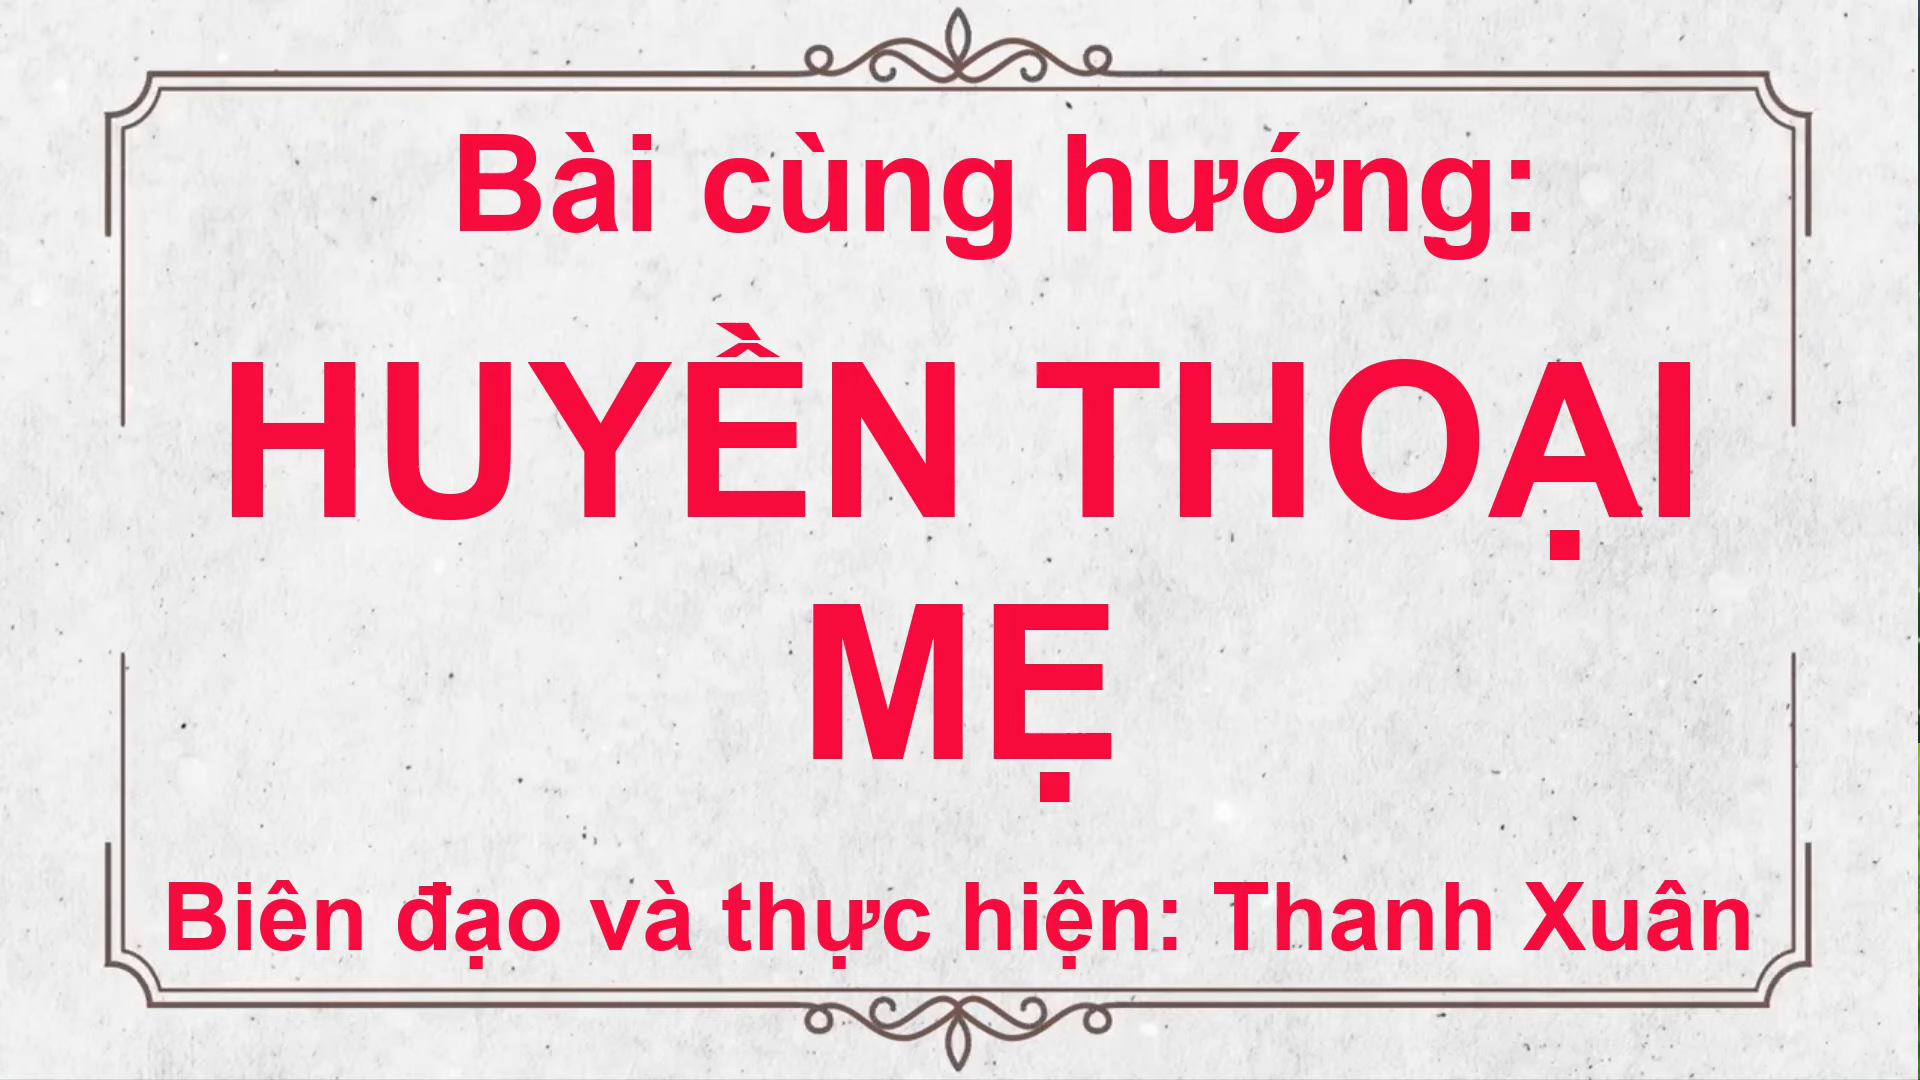 Bài cùng hướng:
HUYỀN THOẠI
MẸ
Biên đạo và thực hiện: Thanh Xuân